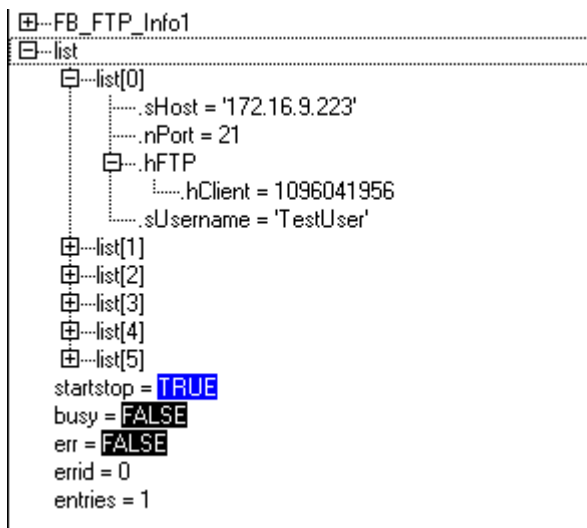 FB_FTP_Info1
list
list[0]
.sHost = '172.16.9.223'
.nPort = 21
.hFTP
.hClient = 1096041956
.sUsername = 'TestUser'
list[1]
list[2]
list[3]
list[4]
list[5]
startstop = TRUE
busy = FALSE
err = FALSE
errid = 0
entries = 1